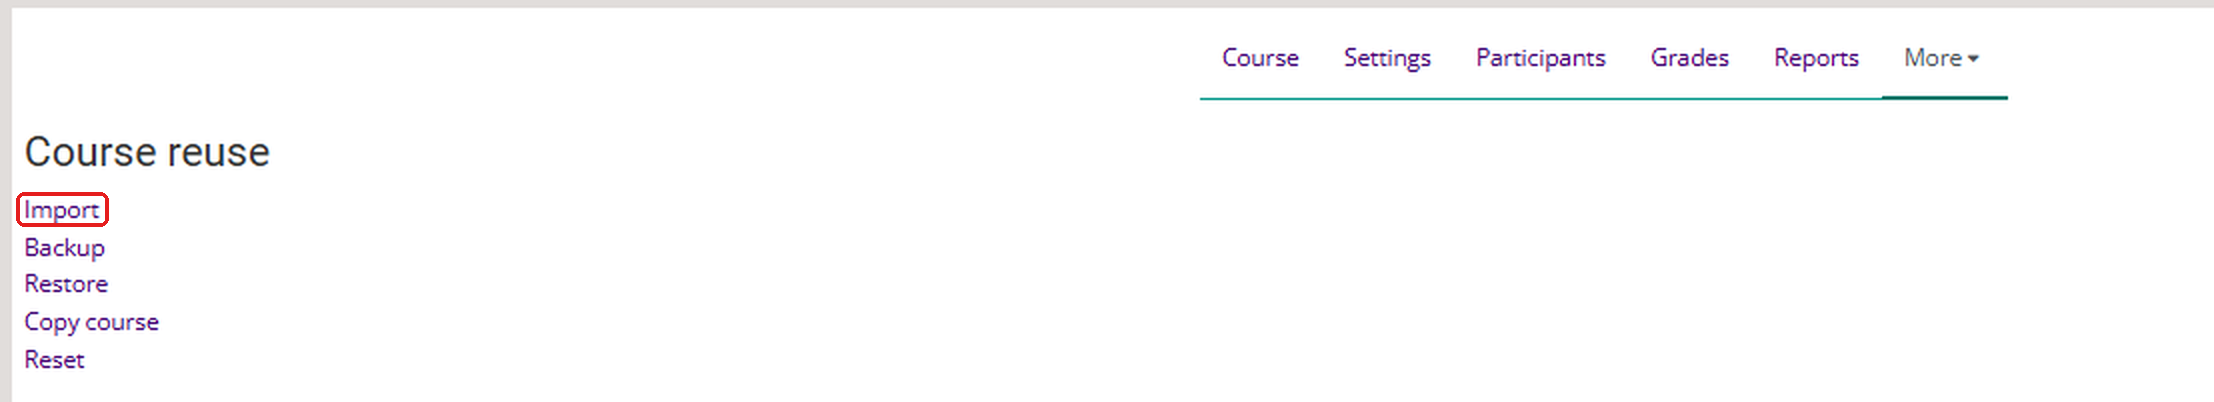 Course Settings Participants Grades Reports More
Course reuse
Import
Backup
Restore
Copy course
Reset